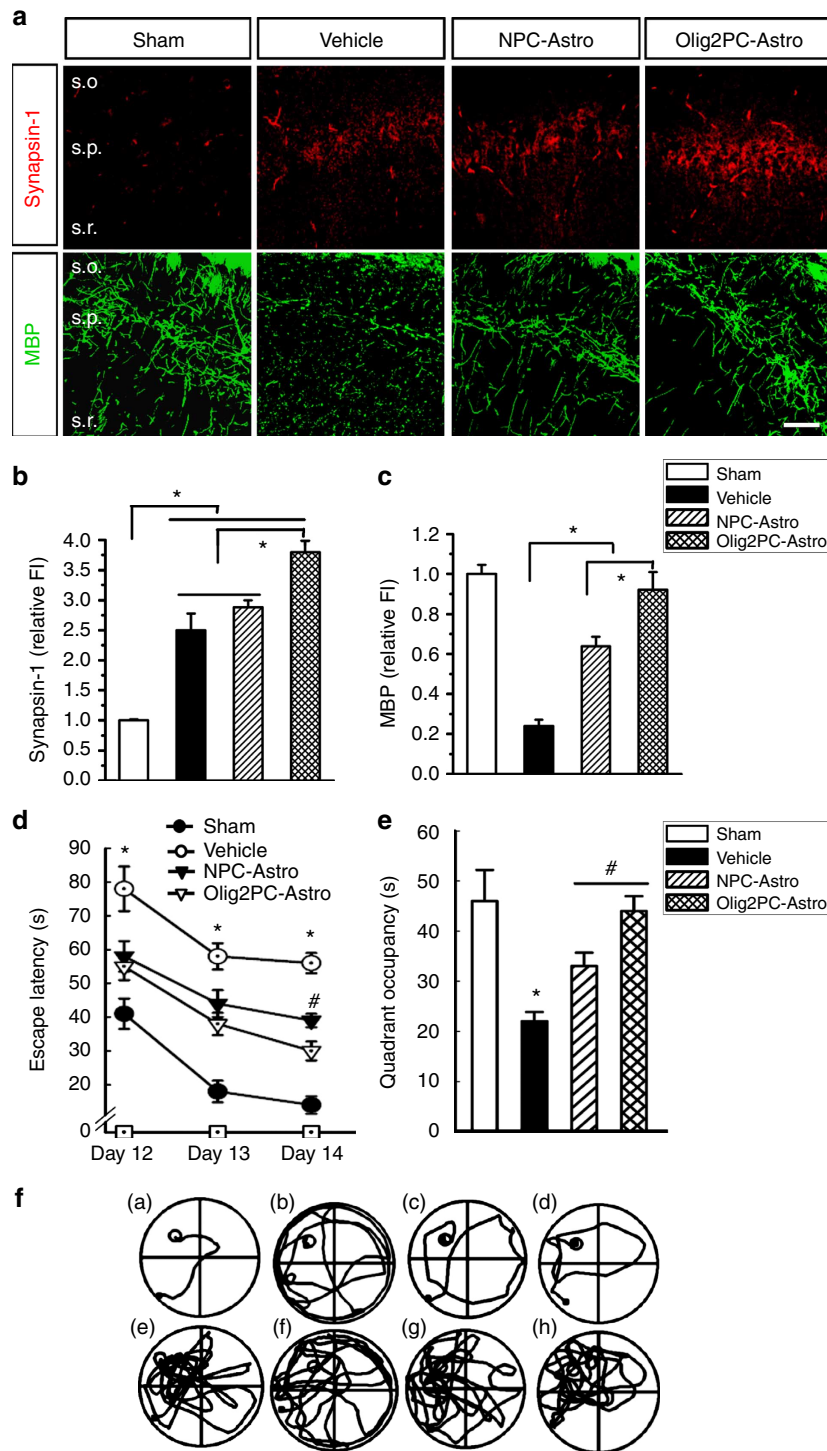 a
Sham Vehicle NPC-Astro Olig2PC-Astro
Synapsin-1
s.o
s.p.
s.r.
MBP
s.o.
s.p.
s.r.
b
*
*
Synapsin-1 (relative FI)
4.0
3.5
3.0
2.5
2.0
1.5
1.0
0.5
0.0
c
Sham
Vehicle
NPC-Astro
Olig2PC-Astro
*
*
MBP (relative FI)
1.2
1.0
0.8
0.6
0.4
0.2
0.0
d
Sham
Vehicle
NPC-Astro
Olig2PC-Astro
* * *
#
Escape latency (s)
90
80
70
60
50
40
30
20
0
Day 12 Day 13 Day 14
e
Sham
Vehicle
NPC-Astro
Olig2PC-Astro
#
*
Quadrant occupancy (s)
60
50
40
30
20
10
0
f
(a) (b) (c) (d)
(e) (f) (g) (h)